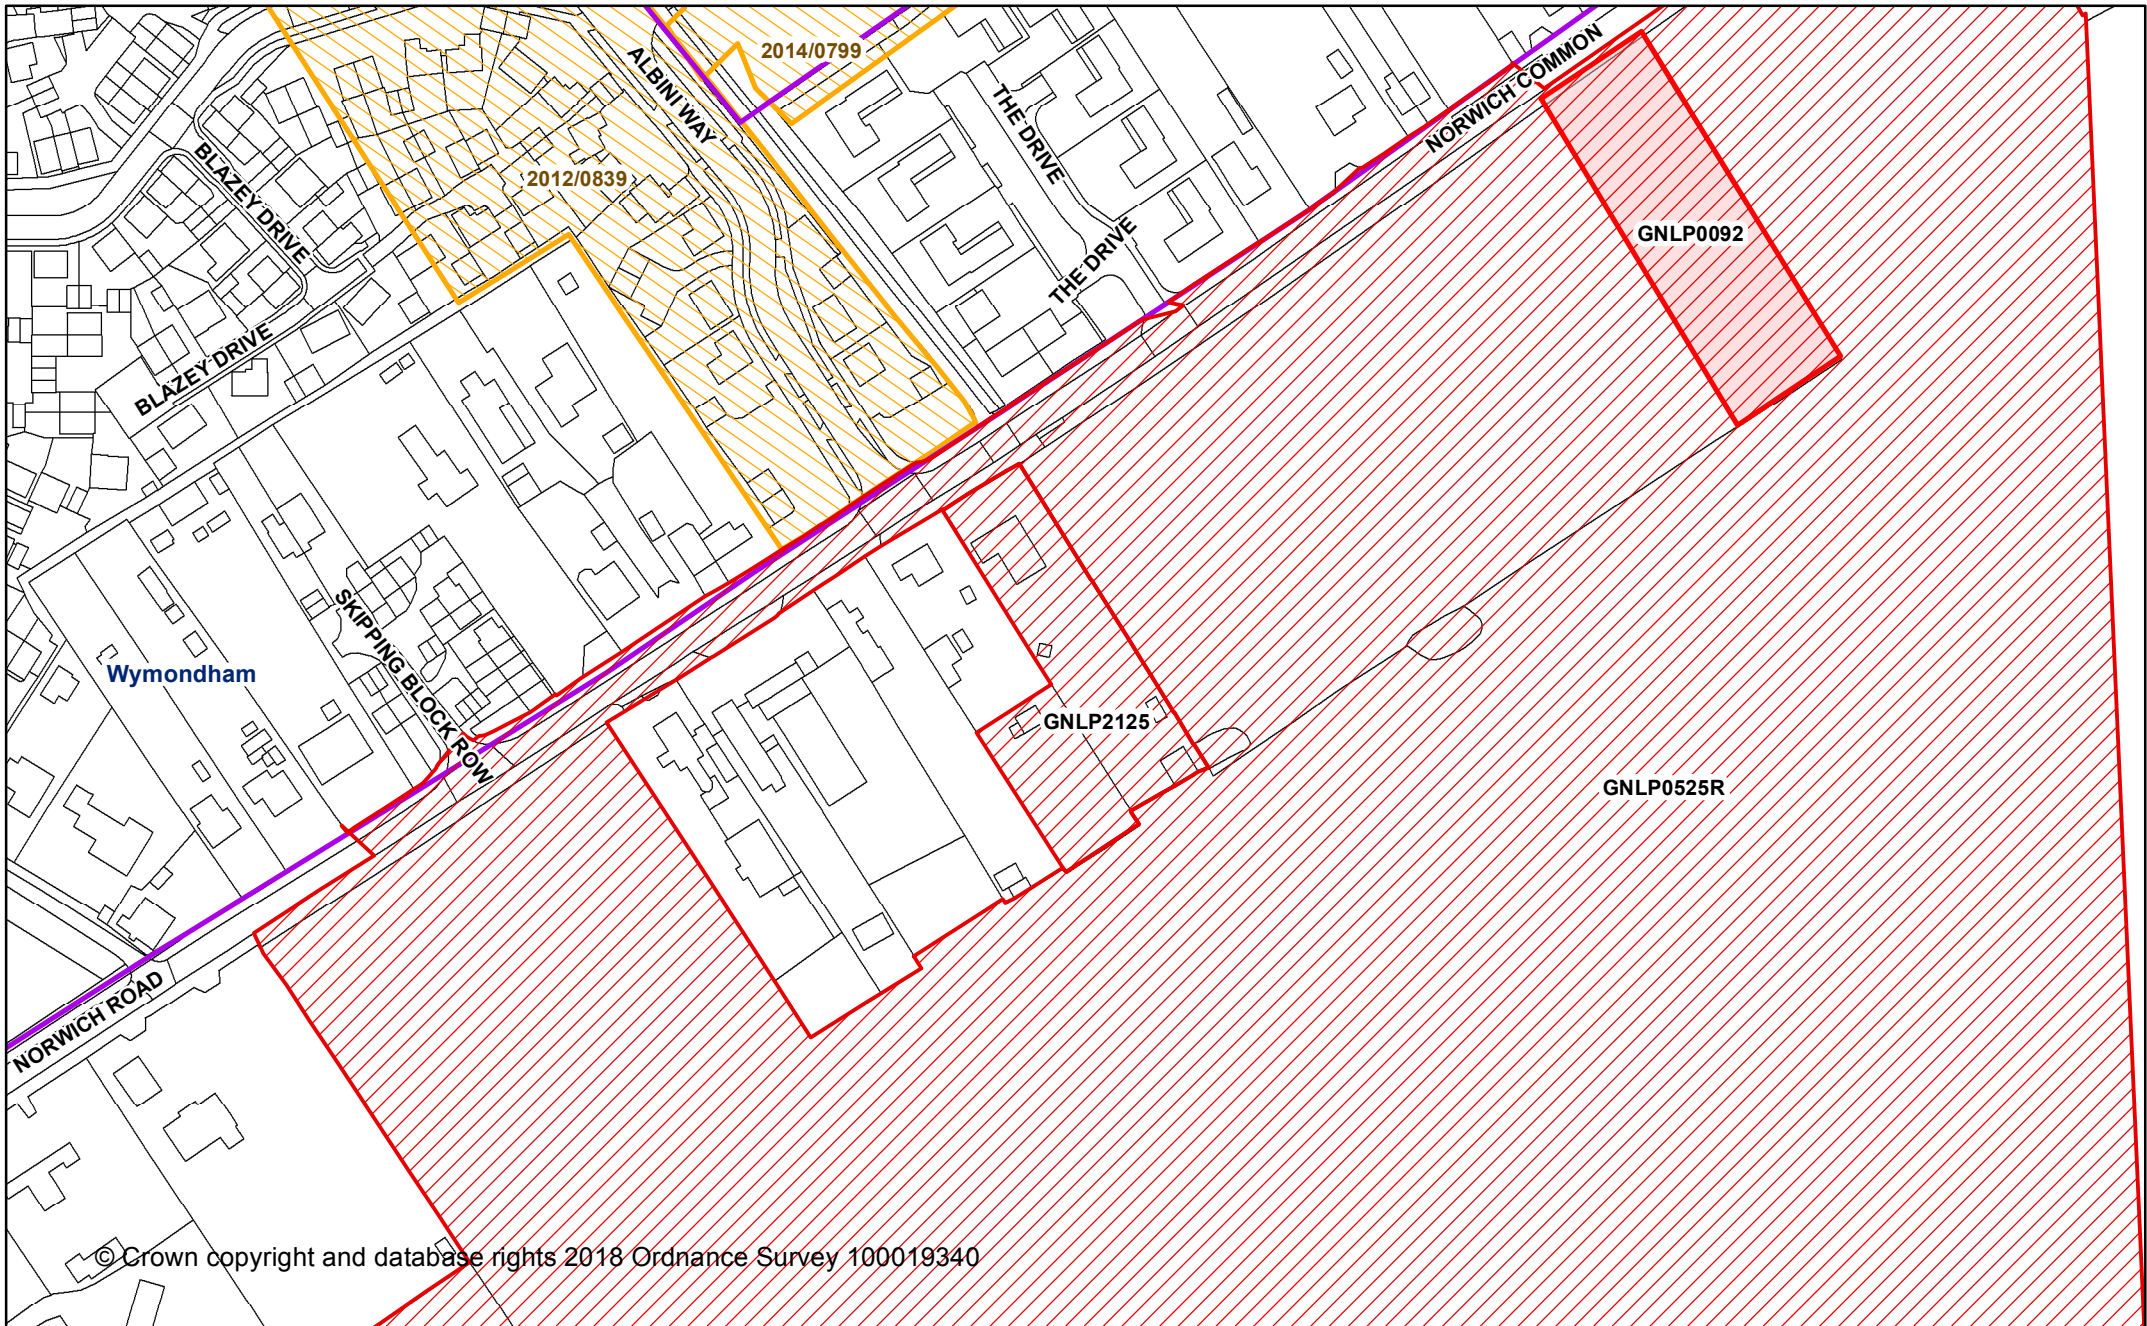 2014/0799
ALBINI WAY
NORWICH COMMON
THE DRIVE
BLAZEY DRIVE
2012/0839
GNLP0092
THE DRIVE
BLAZEY DRIVE
SKIPPING BLOCK ROW
Wymondham
GNLP2125
GNLP0525R
NORWICH ROAD
© Crown copyright and database rights 2018 Ordnance Survey 100019340